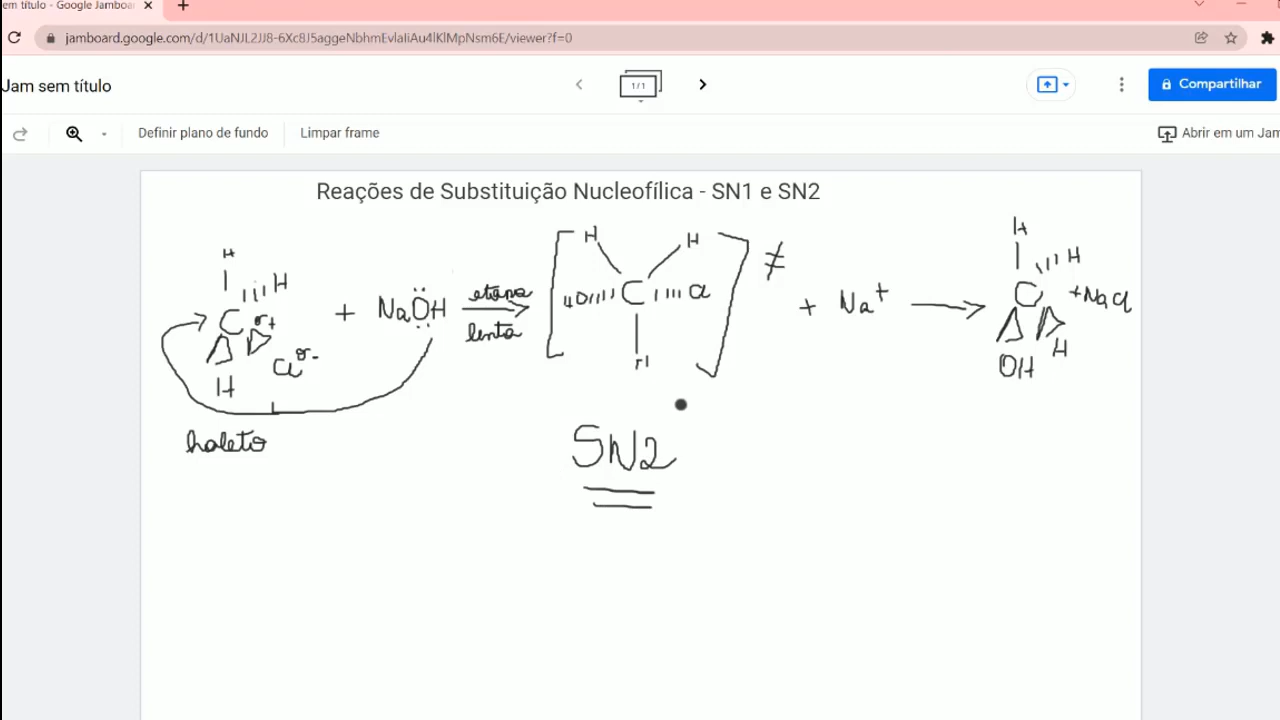 em título - Google Jamboa
jamboard.google.com/d/1UaNJL2JJ8-6Xc8J5aggeNbhmEvlaIiAu4lKlMpNsm6E/viewer?f=0
Jam sem título
1/1
Compartilhar
Definir plano de fundo
Limpar frame
Abrir em um Jam
Reações de Substituição Nucleofílica - SN1 e SN2
H
H
C σ+
H
Cl σ-
haleto
+ NaÖH
etapa
lenta
H H
HO C Cl
H
≠
+ Na+
H
H
C
OH
H
+NaCl
SN2